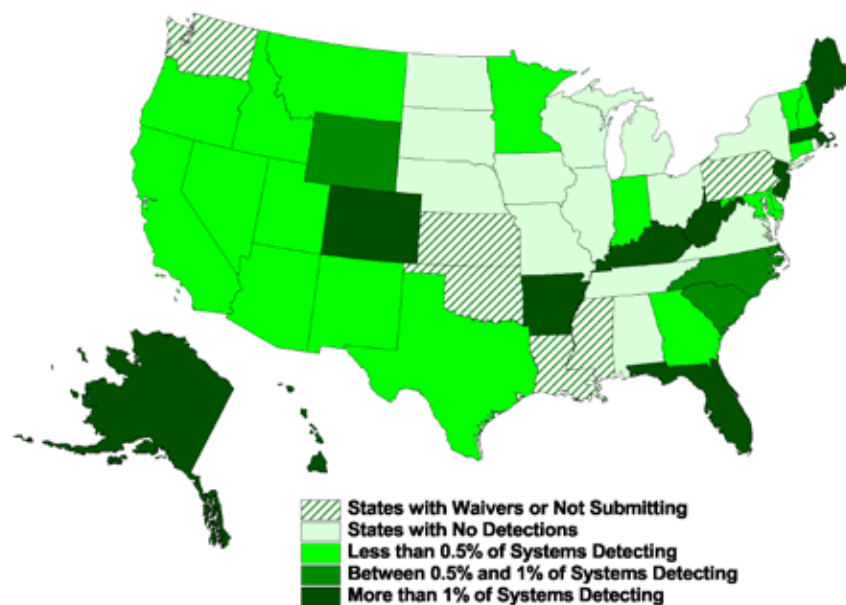 States with Waivers or Not Submitting
States with No Detections
Less than 0.5% of Systems Detecting
Between 0.5% and 1% of Systems Detecting
More than 1% of Systems Detecting